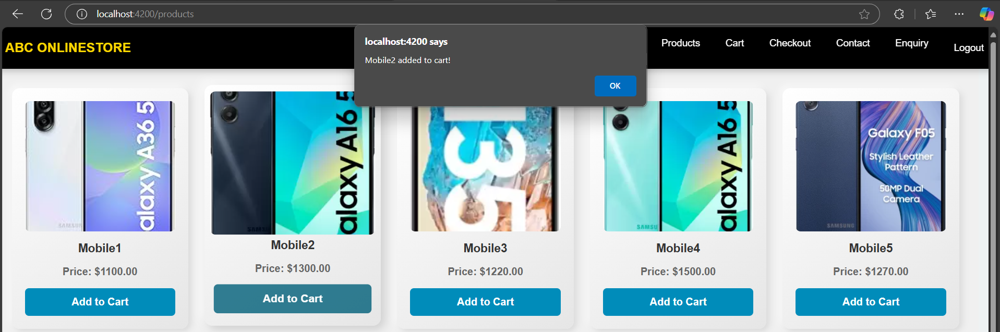 localhost:4200/products
ABC ONLINESTORE
Products
Cart
Checkout
Contact
Enquiry
Logout
localhost:4200 says
Mobile2 added to cart!
OK
alaxy A36 5
SAMSUN
Mobile1
Price: $1100.00
Add to Cart
alaxy A16 5
SAMSU
Mobile2
Price: $1300.00
Add to Cart
35
Mobile3
Price: $1220.00
Add to Cart
alaxy A16 5
SAMSU
Mobile4
Price: $1500.00
Add to Cart
Galaxy F05
Stylish Leather
Pattern
50MP Dual
Camera
SAMSUNG
Mobile5
Price: $1270.00
Add to Cart